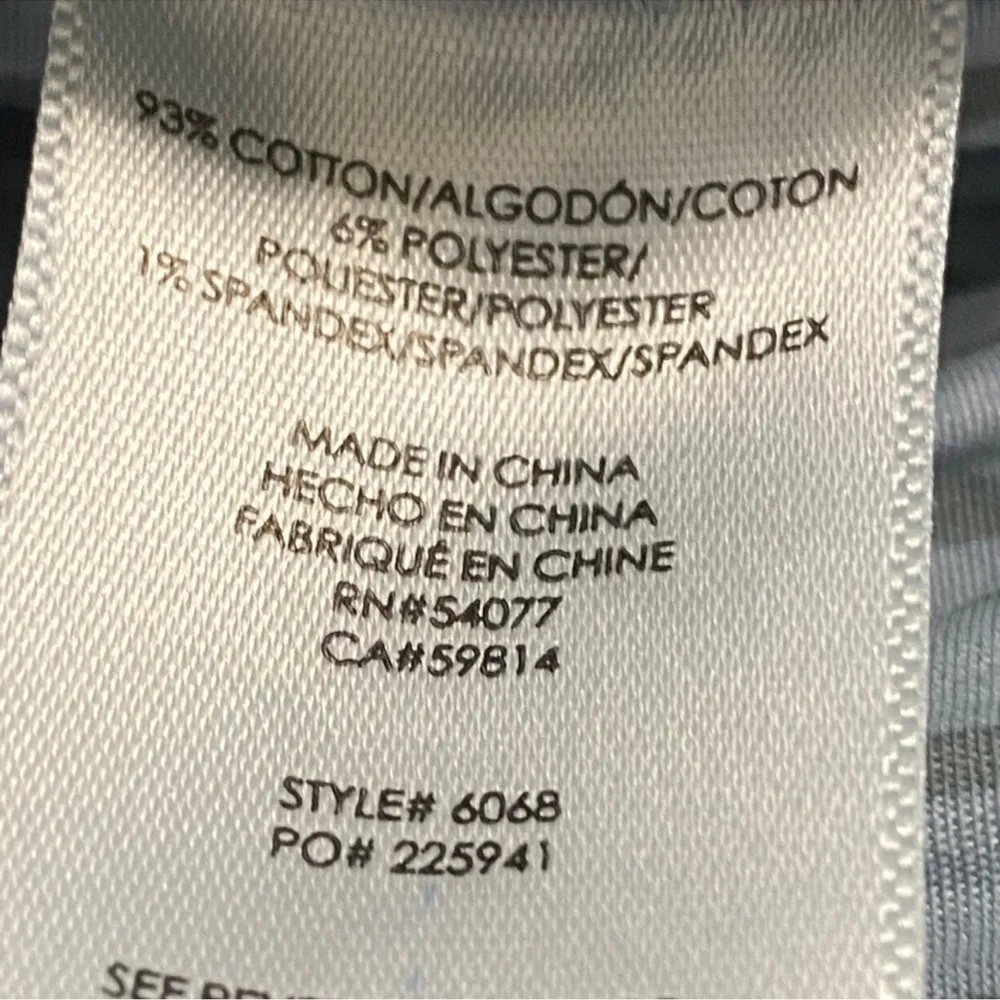 93% COTTON/ALGODÓN/COTON
6% POLYESTER/
POLIESTER/POLYESTER
1% SPANDEX/SPANDEX/SPANDEX
MADE IN CHINA
HECHO EN CHINA
FABRIQUÉ EN CHINE
RN#54077
CA#59814
STYLE# 6068
PO# 225941
SEE